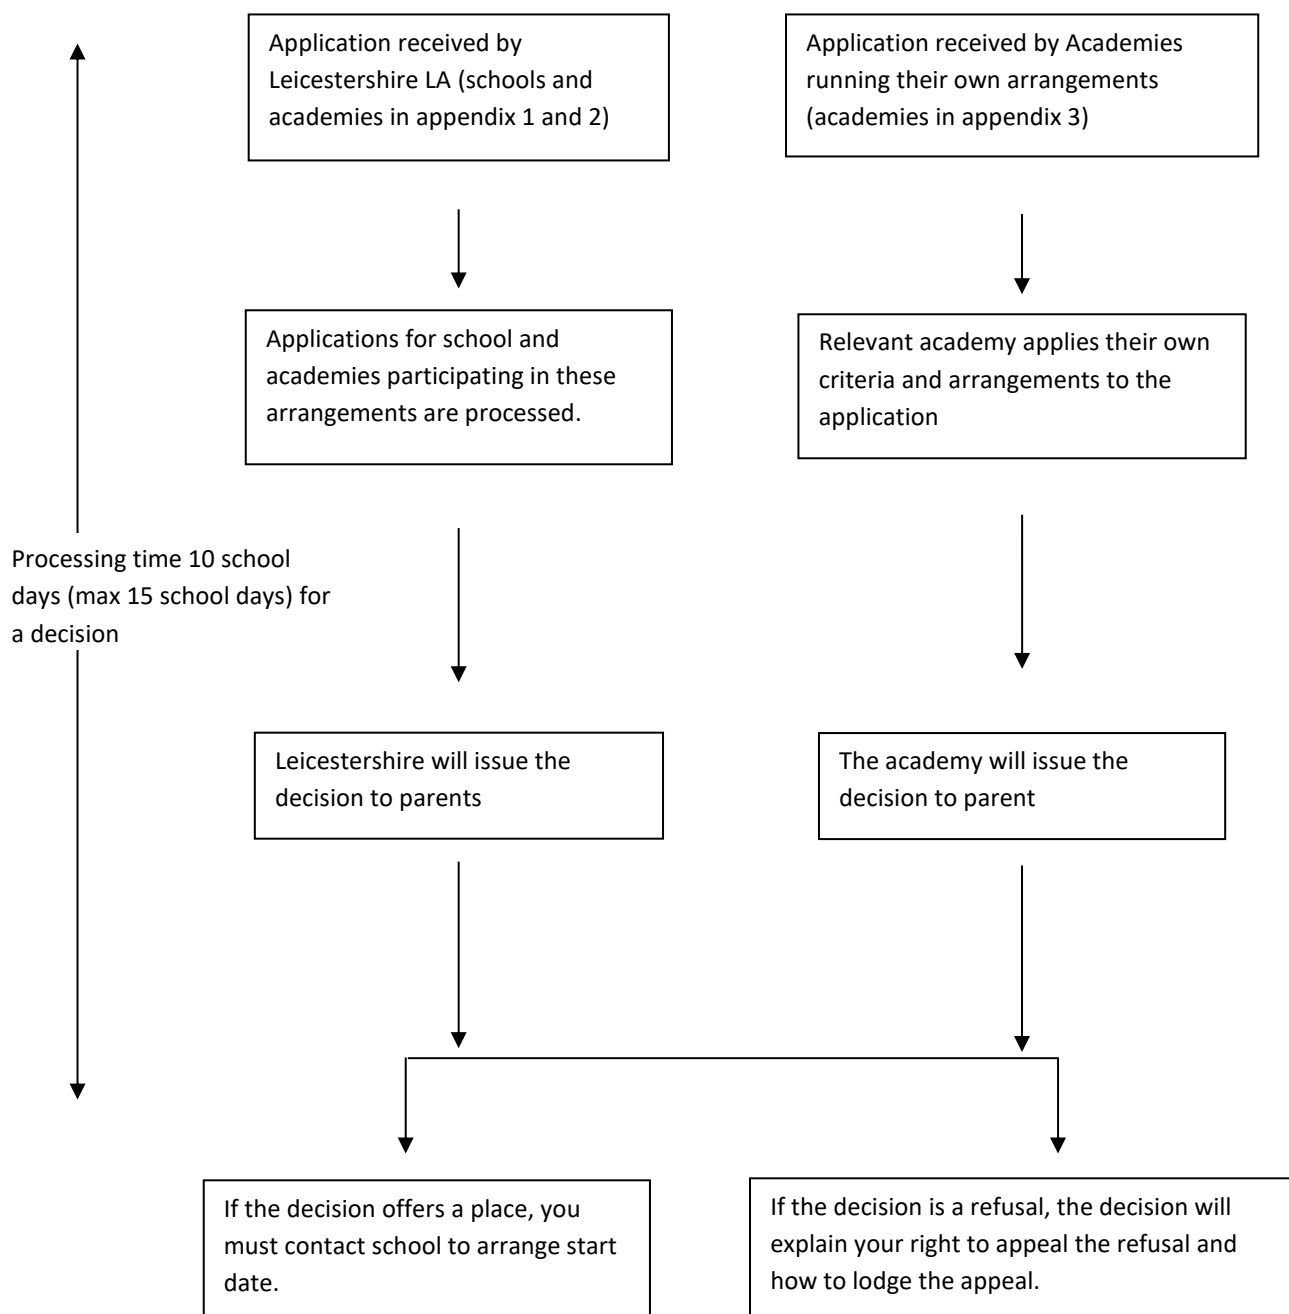 Application received by
Leicestershire LA (schools and
academies in appendix 1 and 2)
Application received by Academies
running their own arrangements
(academies in appendix 3)
Applications for school and
academies participating in these
arrangements are processed.
Relevant academy applies their own
criteria and arrangements to the
application
Processing time 10 school
days (max 15 school days) for
a decision
Leicestershire will issue the
decision to parents
The academy will issue the
decision to parent
If the decision offers a place, you
must contact school to arrange start
date.
If the decision is a refusal, the decision will
explain your right to appeal the refusal and
how to lodge the appeal.